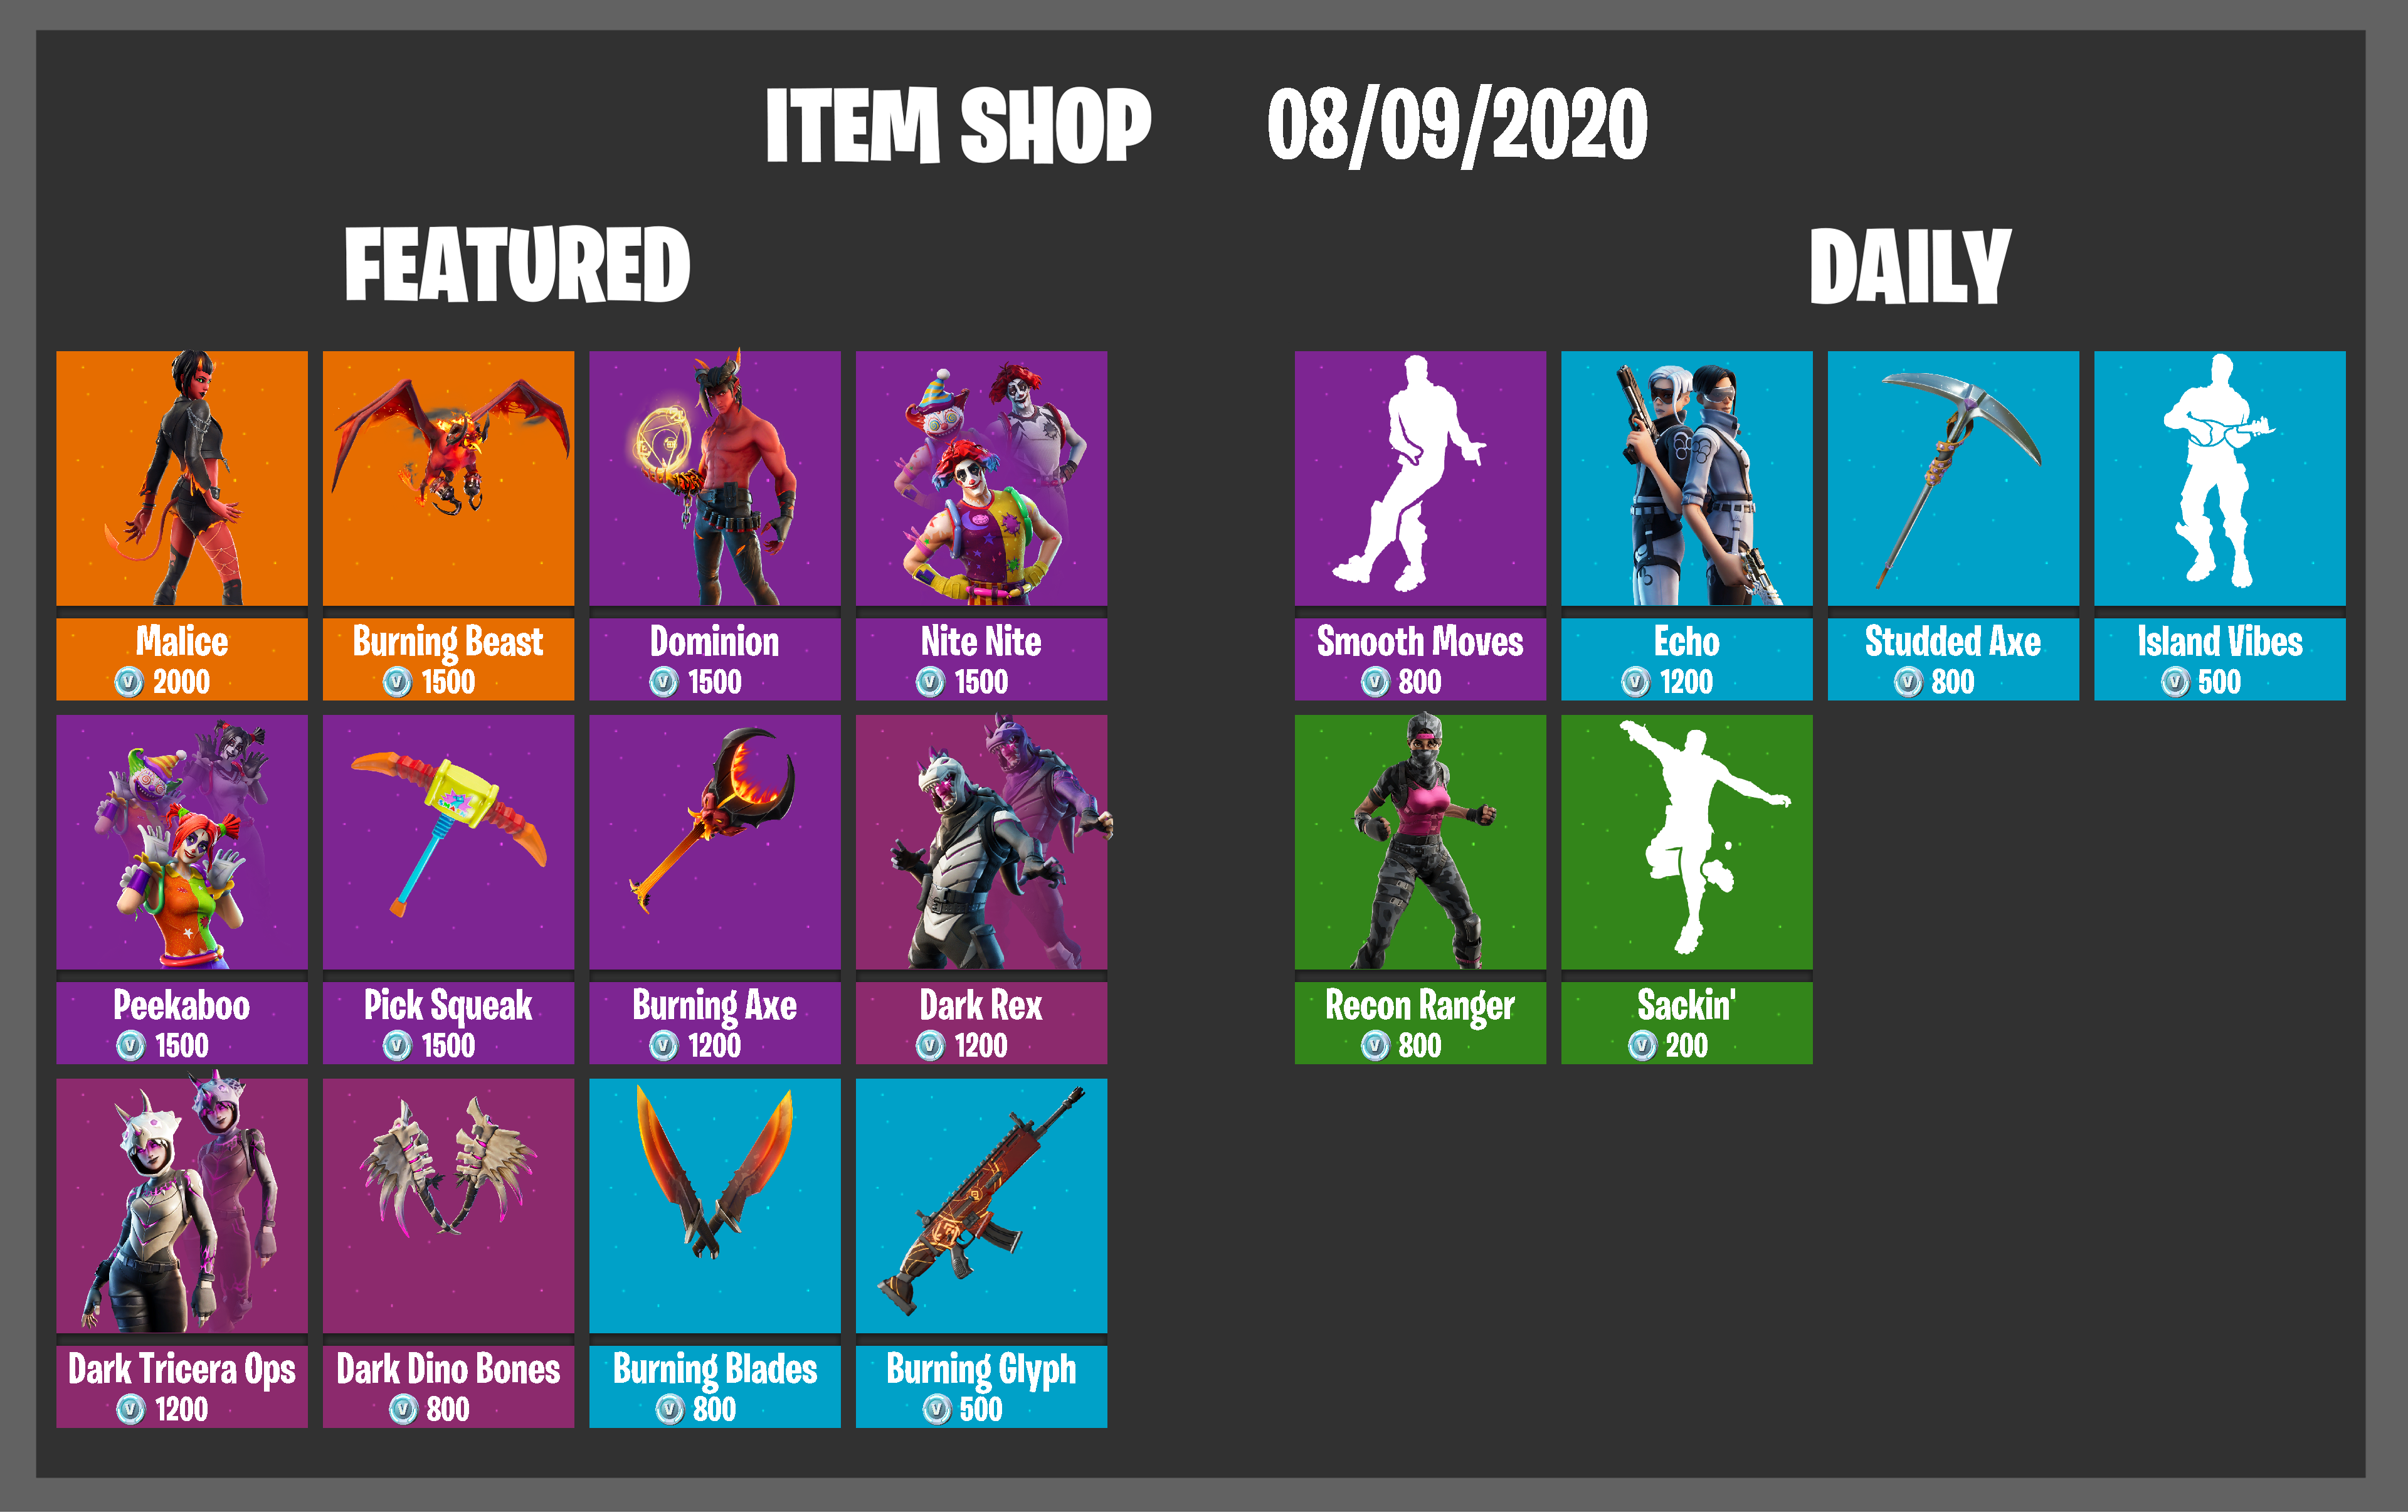 ITEM SHOP 08/09/2020
FEATURED
DAILY
Malice
2000
Burning Beast
1500
Dominion
1500
Nite Nite
1500
Peekaboo
1500
Pick Squeak
1500
Burning Axe
1200
Dark Rex
1200
Dark Tricera Ops
1200
Dark Dino Bones
800
Burning Blades
800
Burning Glyph
500
Smooth Moves
800
Echo
1200
Studded Axe
800
Island Vibes
500
Recon Ranger
800
Sackin'
200